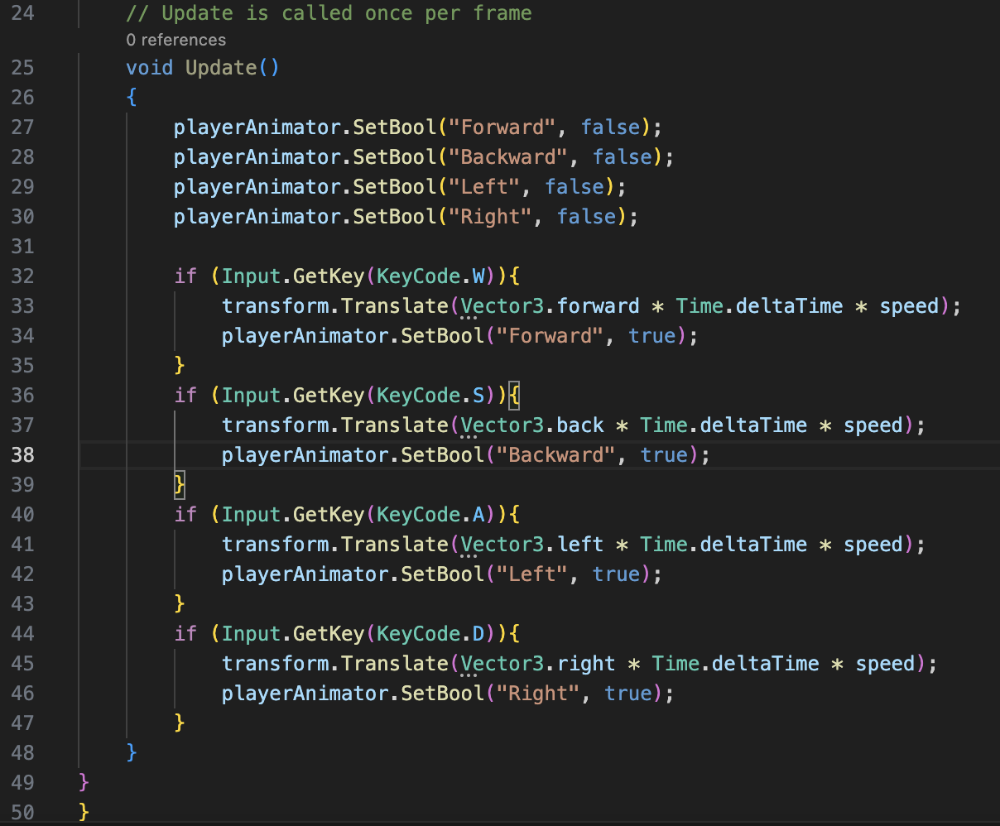 24 // Update is called once per frame
0 references
25 void Update()
26 {
27 playerAnimator.SetBool("Forward", false);
28 playerAnimator.SetBool("Backward", false);
29 playerAnimator.SetBool("Left", false);
30 playerAnimator.SetBool("Right", false);
31
32 if (Input.GetKey(KeyCode.W)){
33 transform.Translate(Vector3.forward * Time.deltaTime * speed);
34 playerAnimator.SetBool("Forward", true);
35 }
36 if (Input.GetKey(KeyCode.S)){
37 transform.Translate(Vector3.back * Time.deltaTime * speed);
38 playerAnimator.SetBool("Backward", true);
39 }
40 if (Input.GetKey(KeyCode.A)){
41 transform.Translate(Vector3.left * Time.deltaTime * speed);
42 playerAnimator.SetBool("Left", true);
43 }
44 if (Input.GetKey(KeyCode.D)){
45 transform.Translate(Vector3.right * Time.deltaTime * speed);
46 playerAnimator.SetBool("Right", true);
47 }
48 }
49 }
50 }